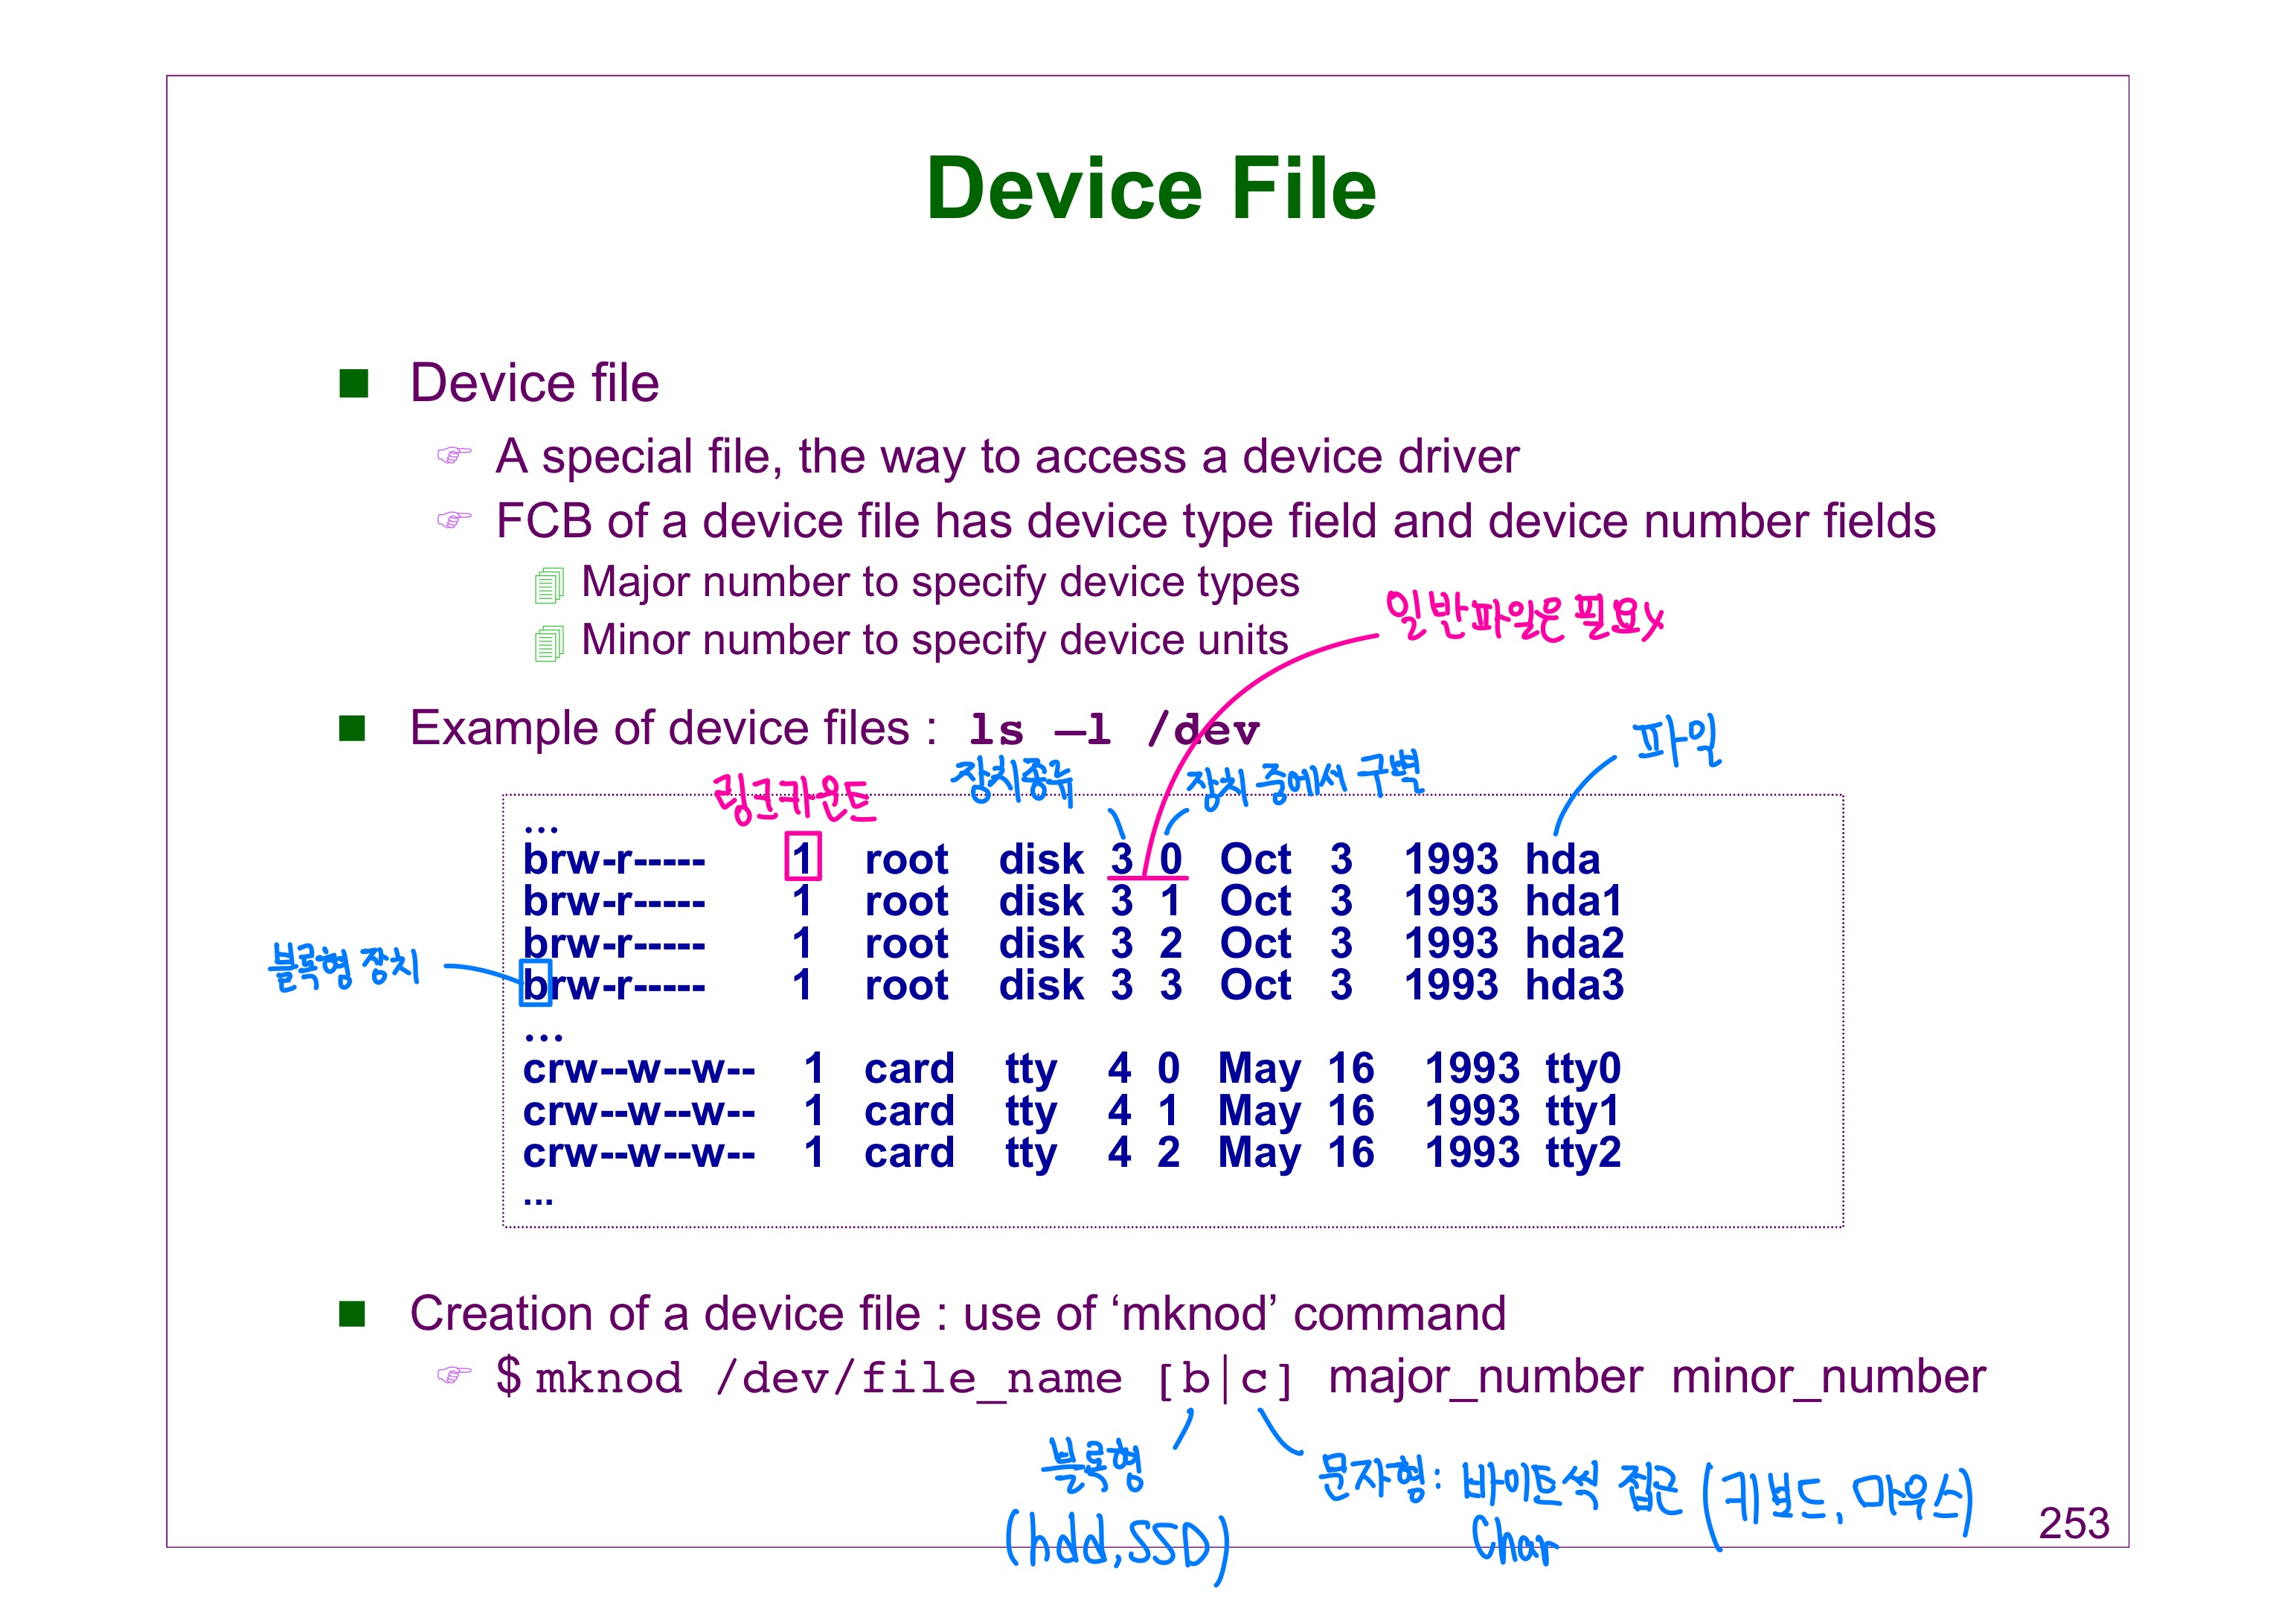 Device File
Device file
A special file, the way to access a device driver
FCB of a device file has device type field and device number fields
Major number to specify device types
Minor number to specify device units
일반파일은 필요x
Example of device files : ls –l /dev
파일
링크카운트
장치종류
장치 중에서 구별
...
brw-r----- 1 root disk 3 0 Oct 3 1993 hda
brw-r----- 1 root disk 3 1 Oct 3 1993 hda1
brw-r----- 1 root disk 3 2 Oct 3 1993 hda2
블록형 장치
brw-r----- 1 root disk 3 3 Oct 3 1993 hda3
...
crw--w--w-- 1 card tty 4 0 May 16 1993 tty0
crw--w--w-- 1 card tty 4 1 May 16 1993 tty1
crw--w--w-- 1 card tty 4 2 May 16 1993 tty2
...
Creation of a device file : use of ‘mknod’ command
$ mknod /dev/file_name [b|c] major_number minor_number
블록형
(hdd, SSD)
문자형: 바이트씩 접근 (키보드, 마우스)
Char
253